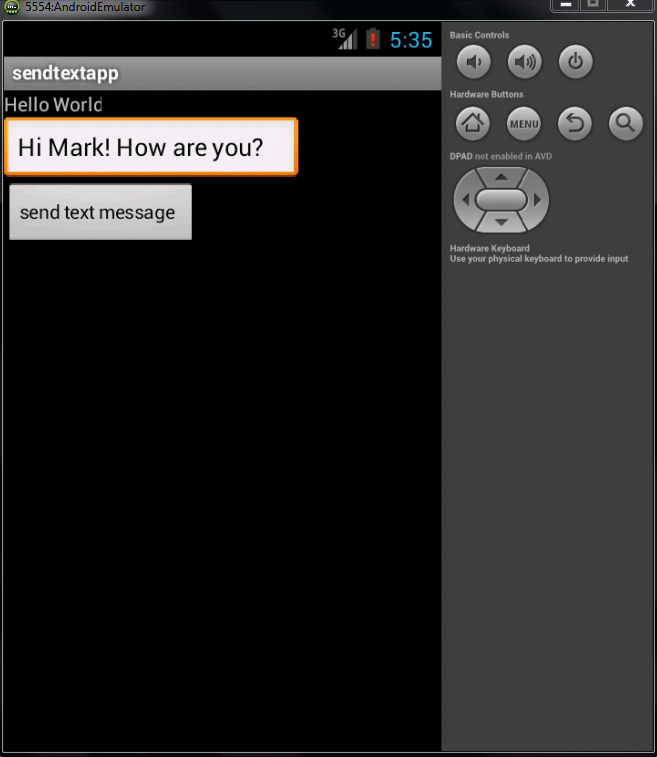 5554:AndroidEmulator
3G 5:35
sendtextapp
Hello World
Hi Mark! How are you?
send text message
Basic Controls
Hardware Buttons
MENU
DPAD not enabled in AVD
Hardware Keyboard
Use your physical keyboard to provide input